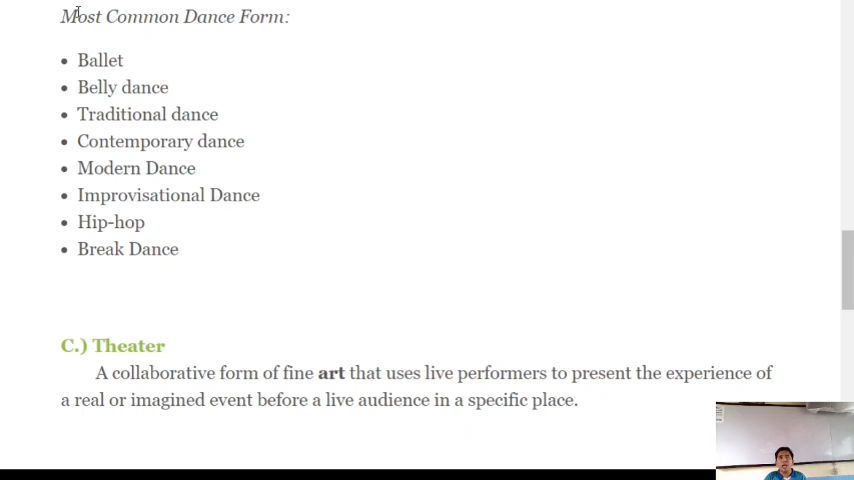 Most Common Dance Form:
• Ballet
• Belly dance
• Traditional dance
• Contemporary dance
• Modern Dance
• Improvisational Dance
• Hip-hop
• Break Dance
C.) Theater
A collaborative form of fine art that uses live performers to present the experience of
a real or imagined event before a live audience in a specific place.